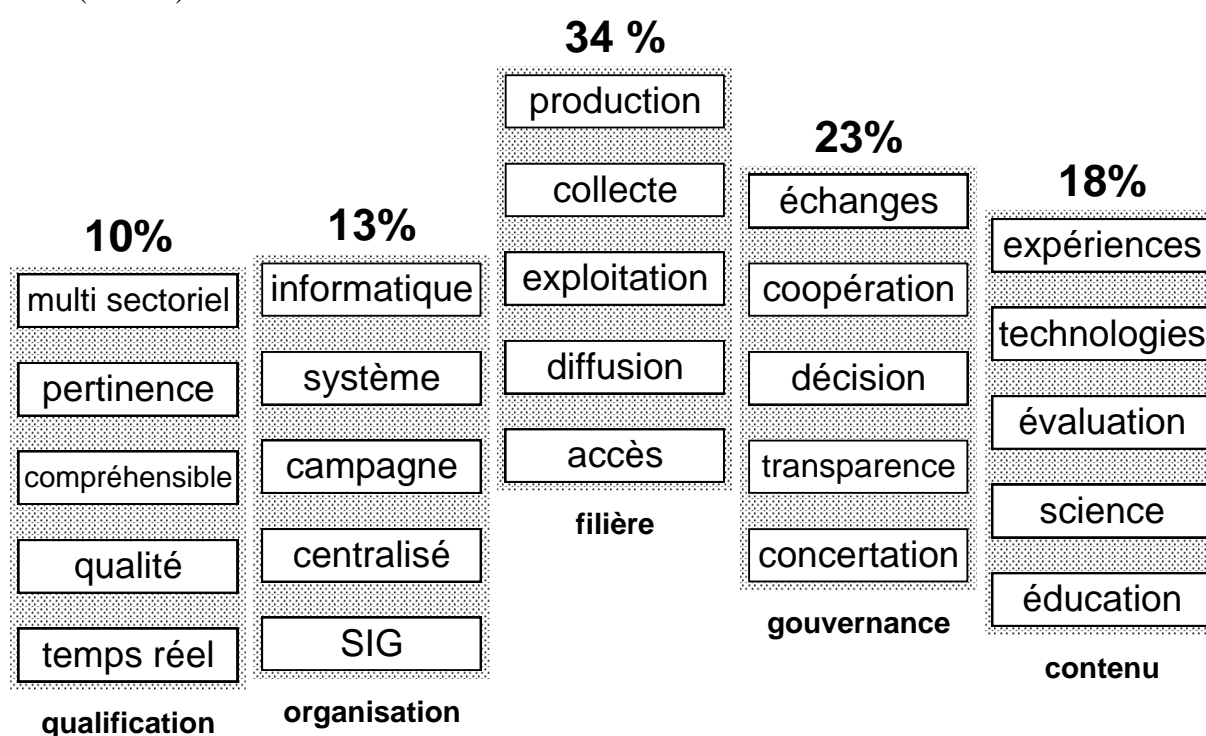 10%
multi sectoriel
pertinence
compréhensible
qualité
temps réel
qualification
13%
informatique
système
campagne
centralisé
SIG
organisation
34 %
production
collecte
exploitation
diffusion
accès
filière
23%
échanges
coopération
décision
transparence
concertation
gouvernance
18%
expériences
technologies
évaluation
science
éducation
contenu